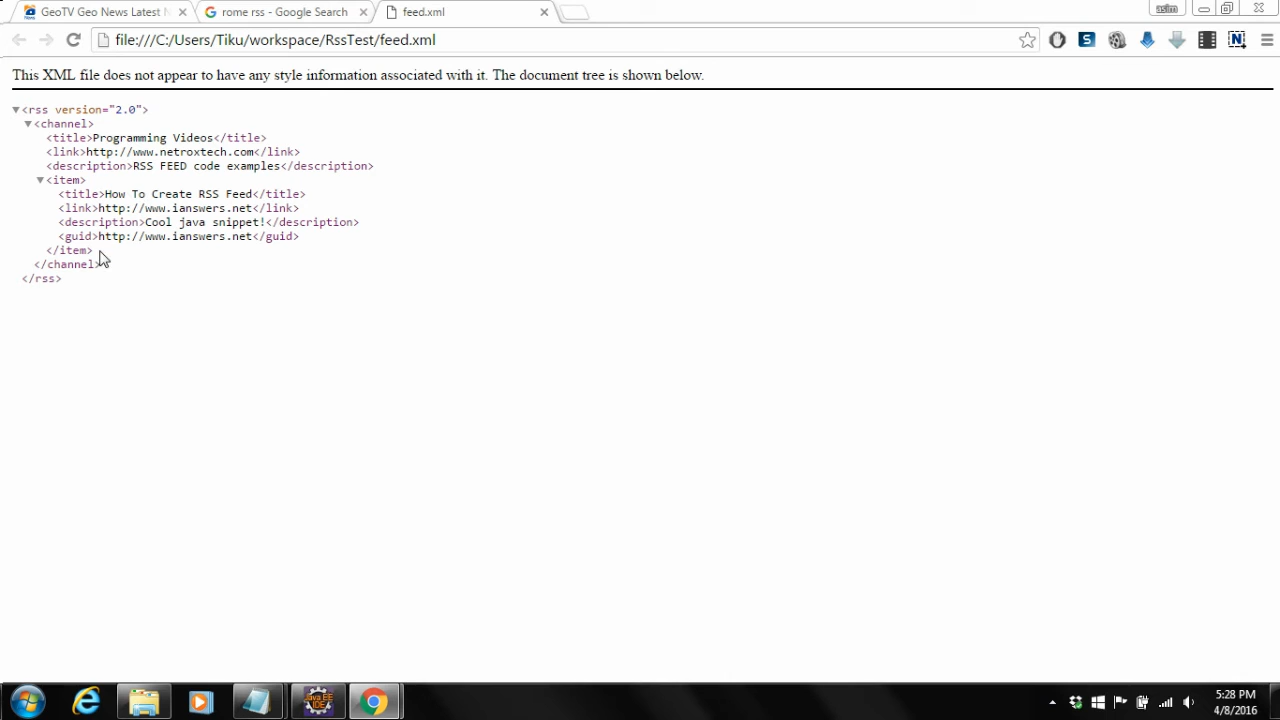 GeoTV Geo News Latest N
rome rss - Google Search
feed.xml
asim
file:///C:/Users/Tiku/workspace/RssTest/feed.xml
This XML file does not appear to have any style information associated with it. The document tree is shown below.
▼<rss version="2.0">
▼<channel>
<title>Programming Videos</title>
<link>http://www.netroxtech.com</link>
<description>RSS FEED code examples</description>
▼<item>
<title>How To Create RSS Feed</title>
<link>http://www.ianswers.net</link>
<description>Cool java snippet!</description>
<guid>http://www.ianswers.net</guid>
</item>
</channel>
</rss>
Java EE
IDE
5:28 PM
4/8/2016